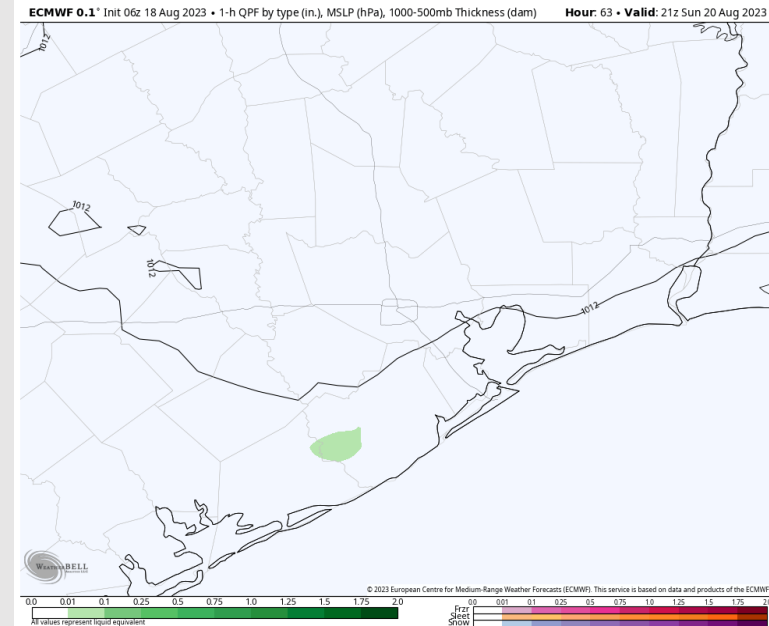 ECMWF 0.1° Init 06z 18 Aug 2023 • 1-h QPF by type (in.), MSLP (hPa), 1000-500mb Thickness (dam) Hour: 63 • Valid: 21z Sun 20 Aug 2023
1012
1012
1012
1012
WEATHERBELL
© 2023 European Centre for Medium-Range Weather Forecasts (ECMWF). This service is based on data and products of the ECMWF
0.0 0.01 0.1 0.25 0.5 0.75 1.0 1.25 1.5 1.75 2.0
All values represent liquid equivalent
0.0 0.01 0.1 0.25 0.5 0.75 1.0 1.25 1.5 1.75 2.0
Frzr
Sleet
Snow